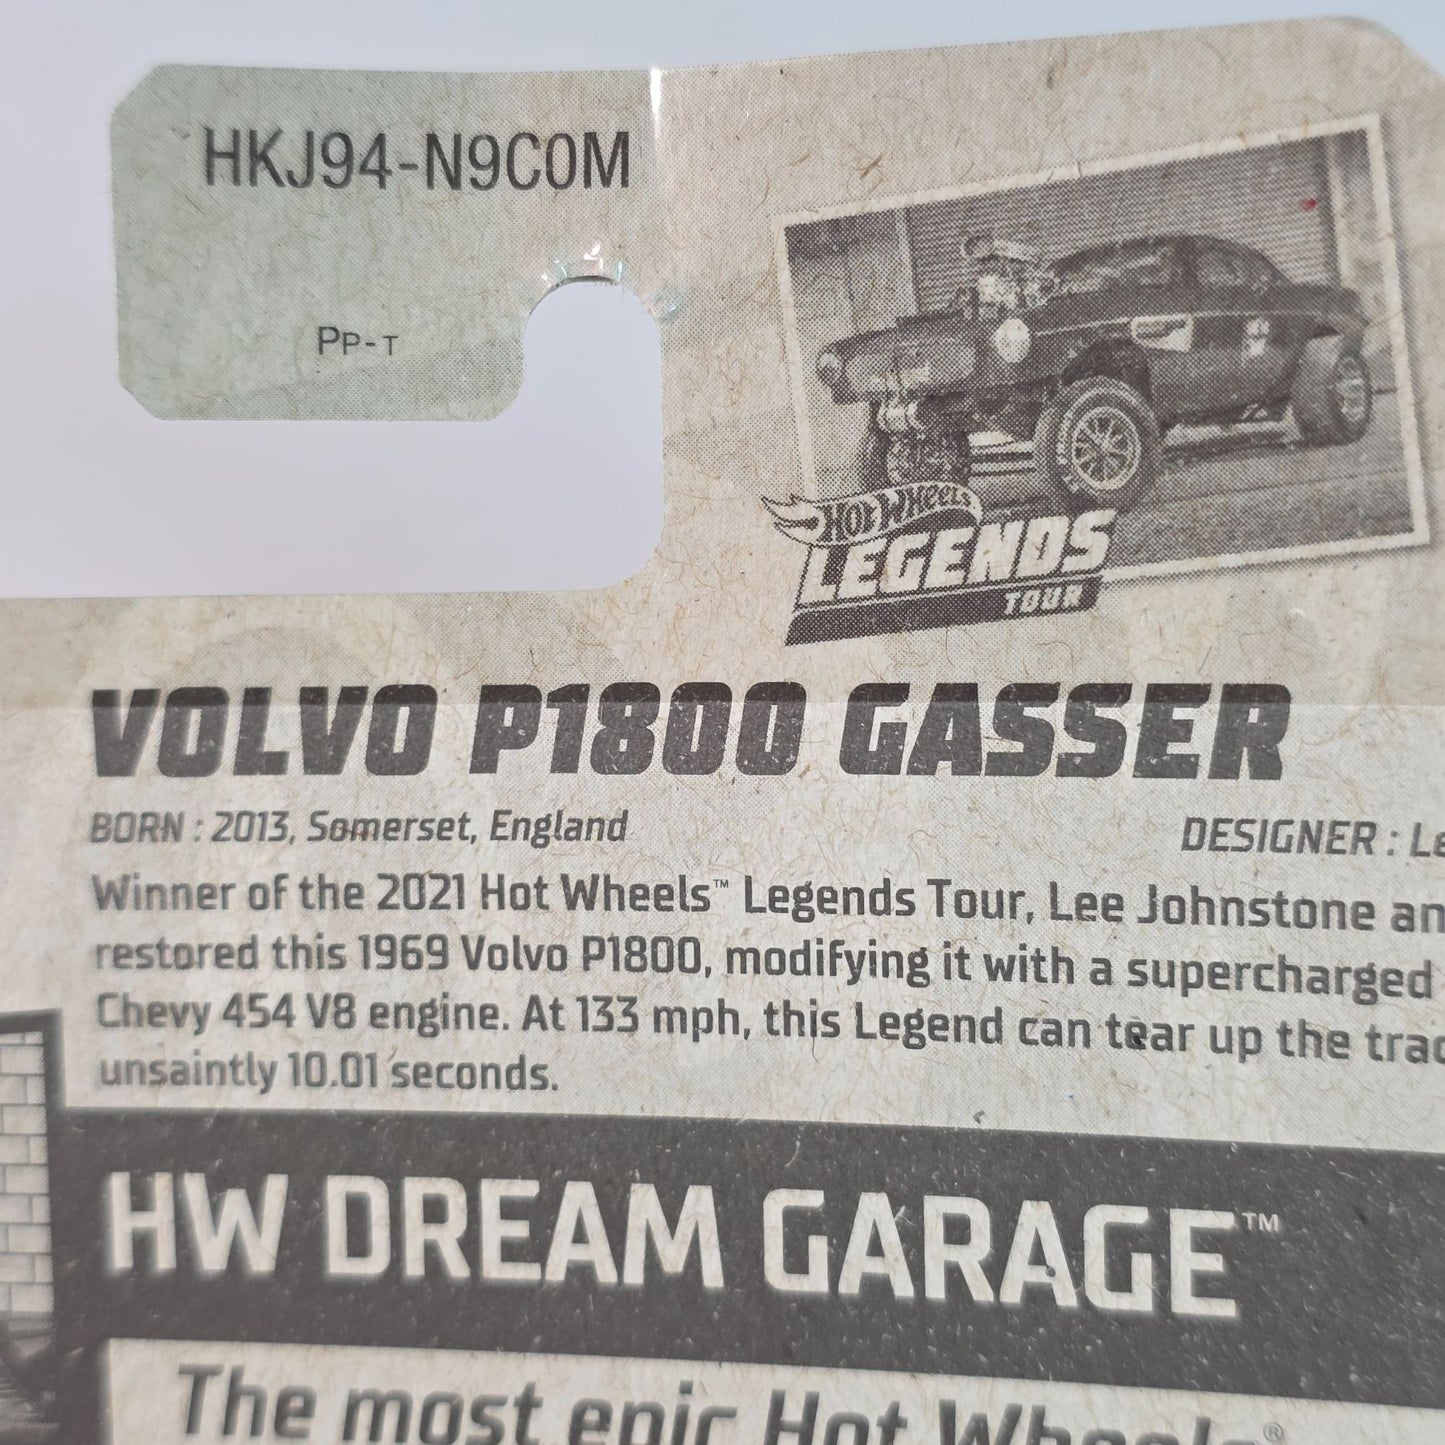 HKJ94-N9C0M
PP-T
HOT WHEELS
LEGENDS
TOUR
VOLVO P1800 GASSER
BORN : 2013, Somerset, England
DESIGNER :
Winner of the 2021 Hot Wheels™ Legends Tour, Lee Johnstone
restored this 1969 Volvo P1800, modifying it with a supercharged
Chevy 454 V8 engine. At 133 mph, this Legend can tear up the
unsaintly 10.01 seconds.
HW DREAM GARAGE™
The most epic Hot Wheels®